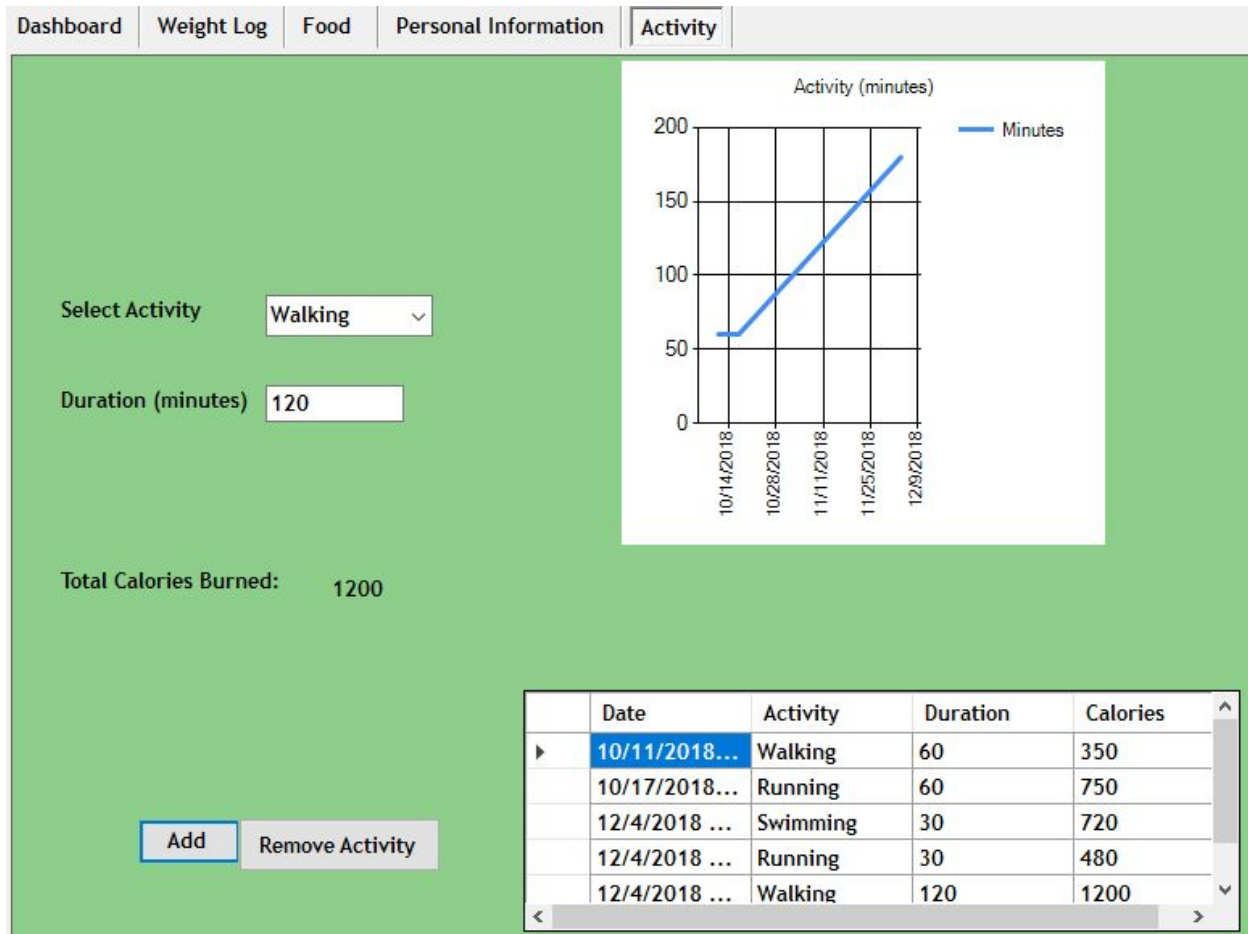 Dashboard Weight Log Food Personal Information Activity
Activity (minutes)
Minutes
200
150
100
50
0
10/14/2018
10/28/2018
11/11/2018
11/25/2018
12/9/2018
Select Activity Walking
Duration (minutes) 120
Total Calories Burned: 1200
Date Activity Duration Calories
10/11/2018... Walking 60 350
10/17/2018... Running 60 750
12/4/2018 ... Swimming 30 720
12/4/2018 ... Running 30 480
12/4/2018 ... Walking 120 1200
Add Remove Activity